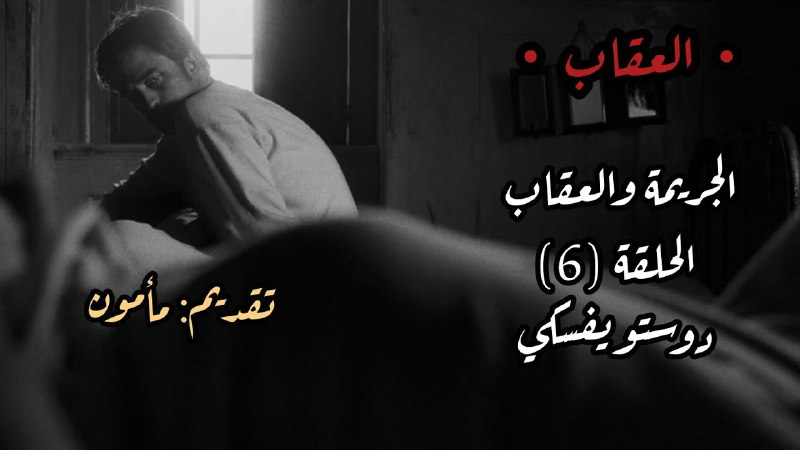 • العقاب •
الجريمة والعقاب
الحلقة (6)
دوستويفسكي
تقديم: مأمون